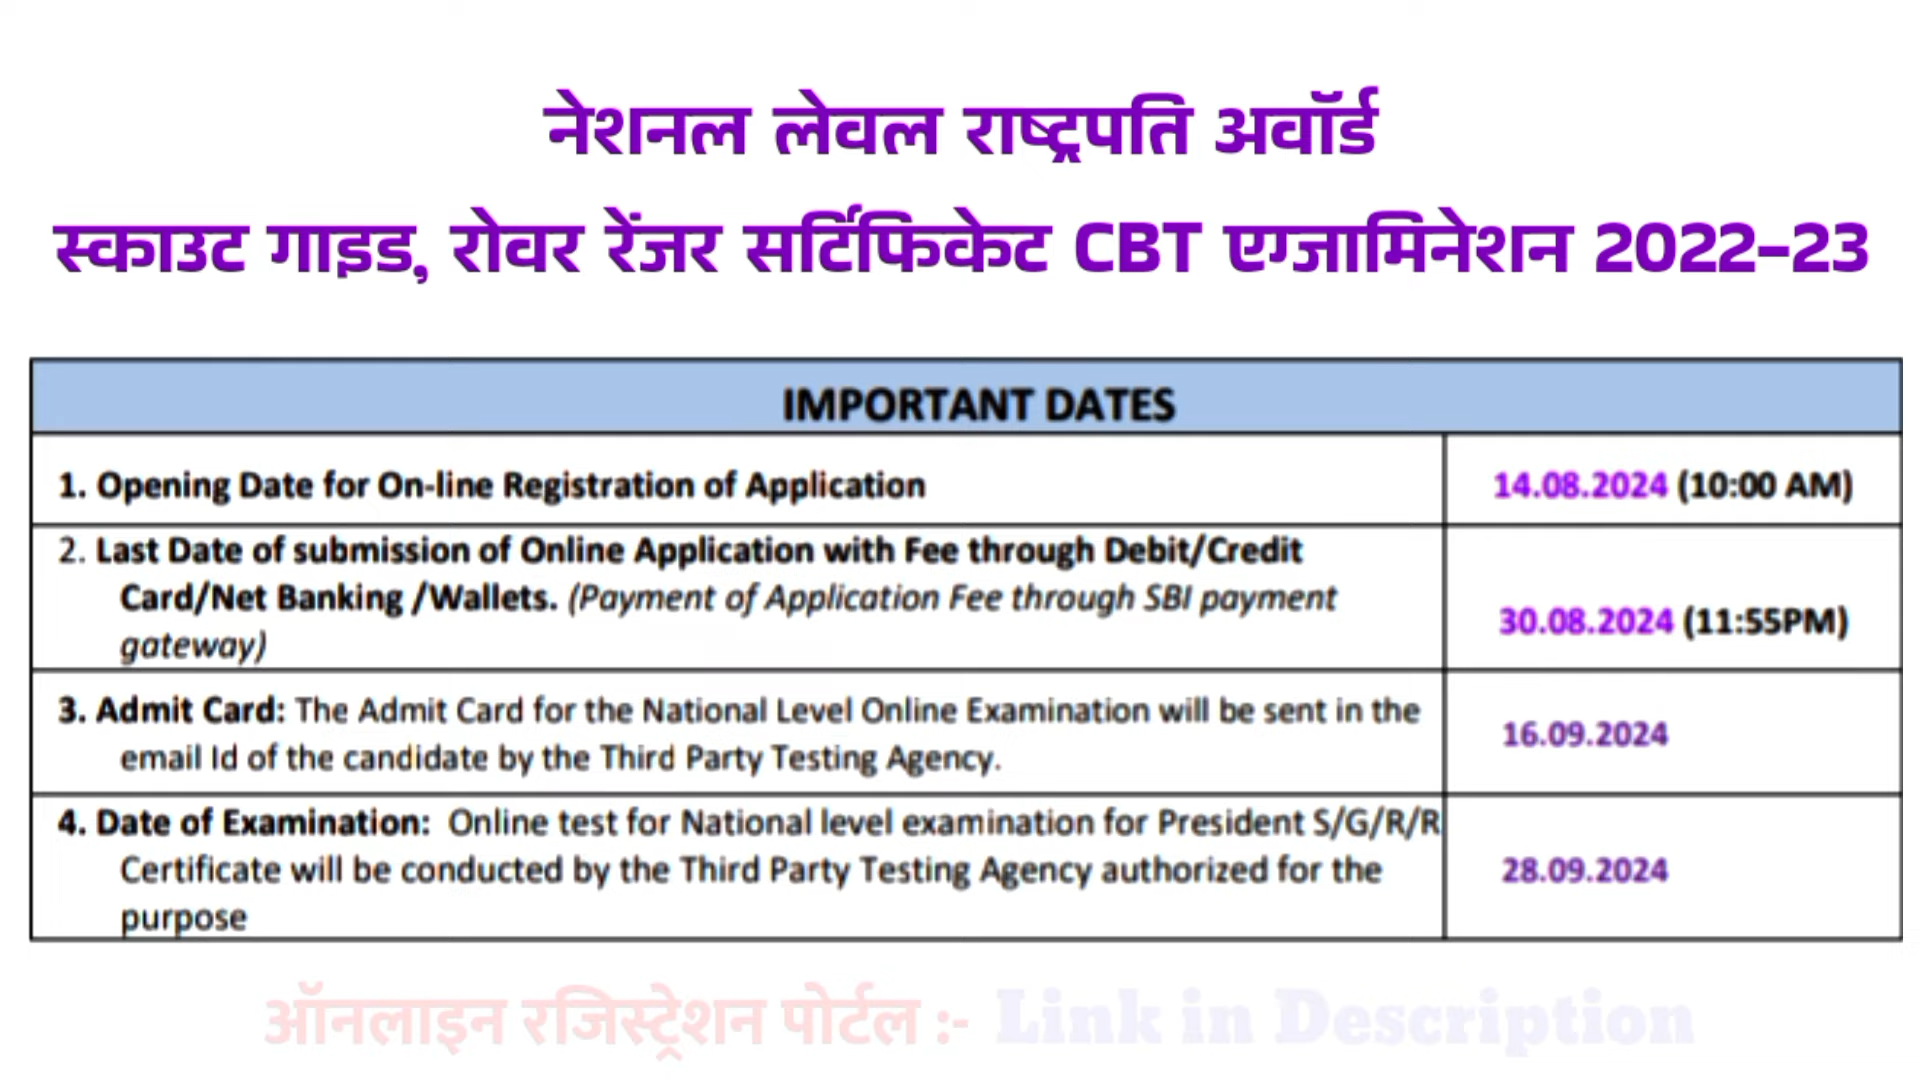 नेशनल लेवल राष्ट्रपति अवॉर्ड
स्काउट गाइड, रोवर रेंजर सर्टिफिकेट CBT एग्जामिनेशन 2022-23
IMPORTANT DATES
1. Opening Date for On-line Registration of Application
14.08.2024 (10:00 AM)
2. Last Date of submission of Online Application with Fee through Debit/Credit
Card/Net Banking /Wallets. (Payment of Application Fee through SBI payment
gateway)
30.08.2024 (11:55PM)
3. Admit Card: The Admit Card for the National Level Online Examination will be sent in the
email Id of the candidate by the Third Party Testing Agency.
16.09.2024
4. Date of Examination: Online test for National level examination for President S/G/R/R
Certificate will be conducted by the Third Party Testing Agency authorized for the
purpose
28.09.2024
ऑनलाइन रजिस्ट्रेशन पोर्टल :- Link in Description